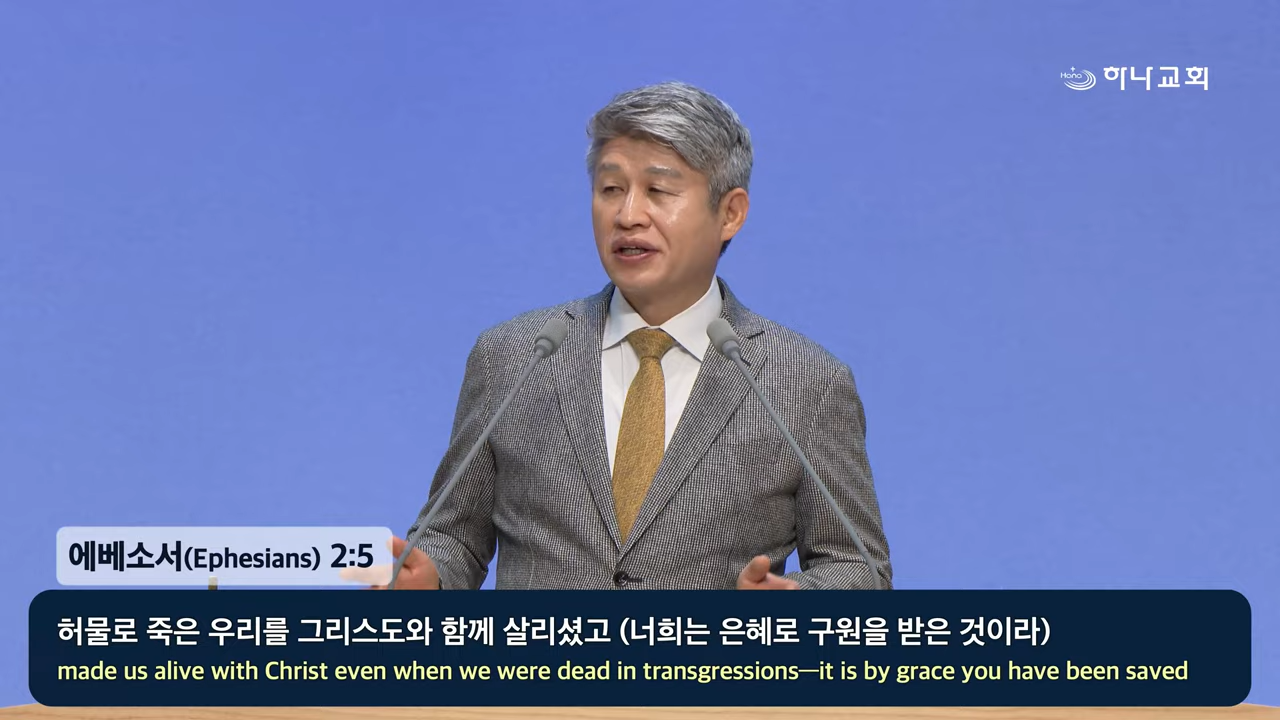 Hana 하나교회
에베소서(Ephesians) 2:5
허물로 죽은 우리를 그리스도와 함께 살리셨고 (너희는 은혜로 구원을 받은 것이라)
made us alive with Christ even when we were dead in transgressions—it is by grace you have been saved